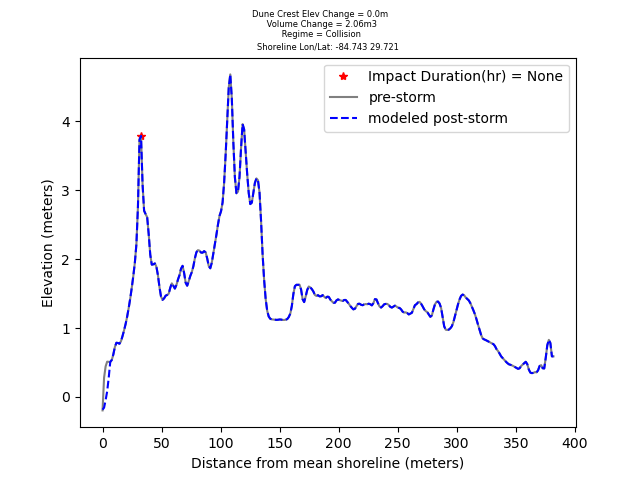 Dune Crest Elev Change = 0.0m
Volume Change = 2.06m3
Regime = Collision
Shoreline Lon/Lat: -84.743 29.721
Impact Duration(hr) = None
pre-storm
modeled post-storm
Elevation (meters)
4
3
2
1
0
0 50 100 150 200 250 300 350 400
Distance from mean shoreline (meters)